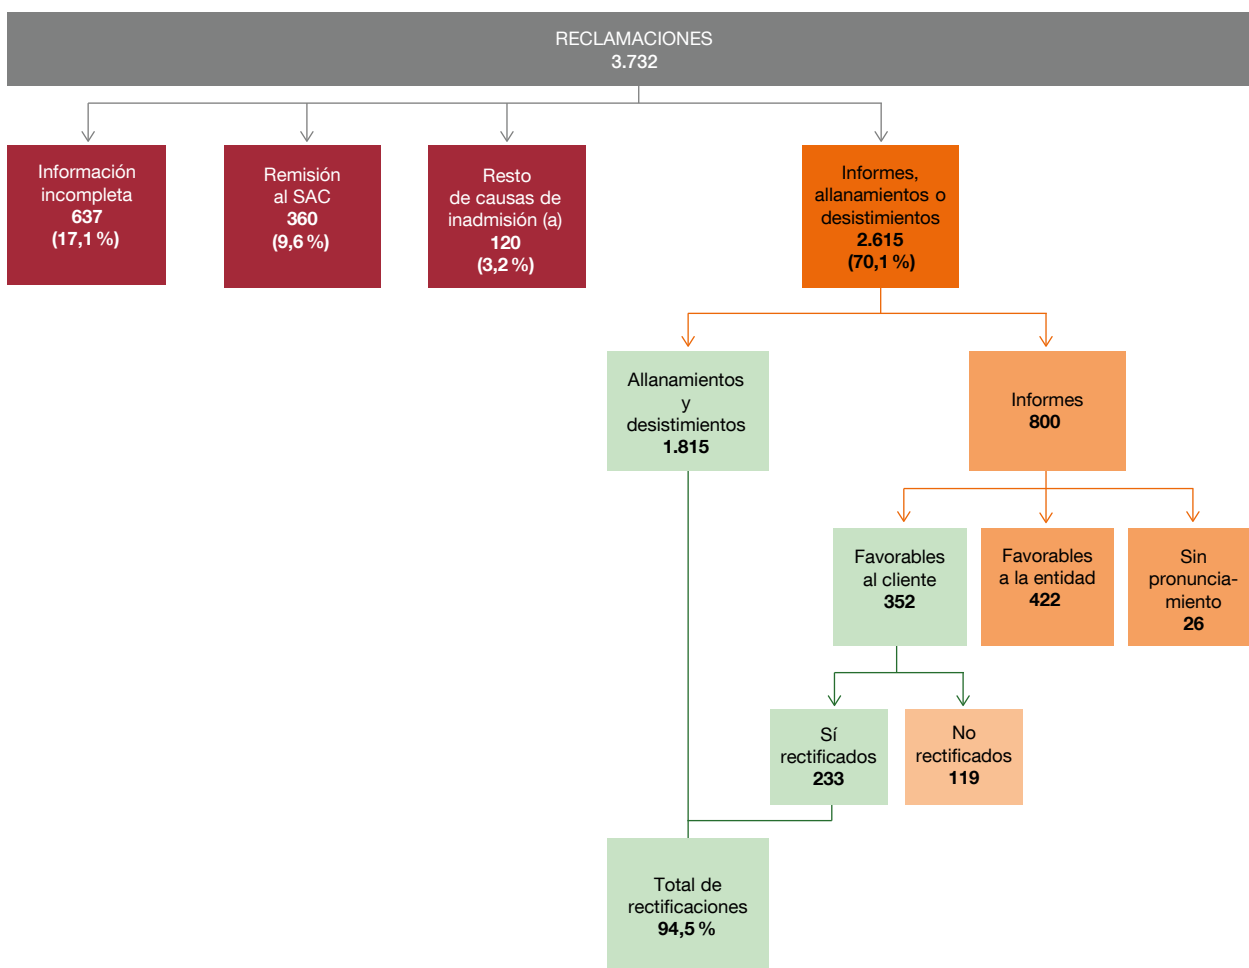 RECLAMACIONES
3.732
Información
incompleta
637
(17,1 %)
Remisión
al SAC
360
(9,6 %)
Resto
de causas de
inadmisión (a)
120
(3,2 %)
Informes,
allanamientos o
desistimientos
2.615
(70,1 %)
Allanamientos
y
desistimientos
1.815
Informes
800
Favorables
al cliente
352
Favorables
a la entidad
422
Sin
pronuncia-
miento
26
Sí
rectificados
233
No
rectificados
119
Total de
rectificaciones
94,5 %